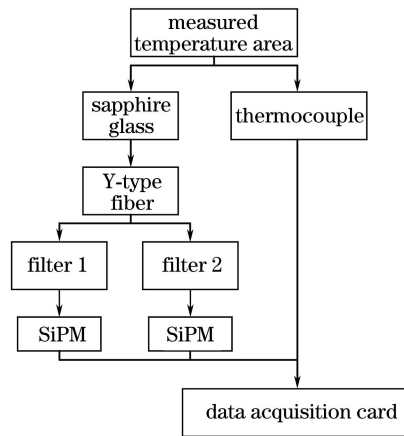 measured
temperature area
sapphire
glass
thermocouple
Y-type
fiber
filter 1
filter 2
SiPM
SiPM
data acquisition card